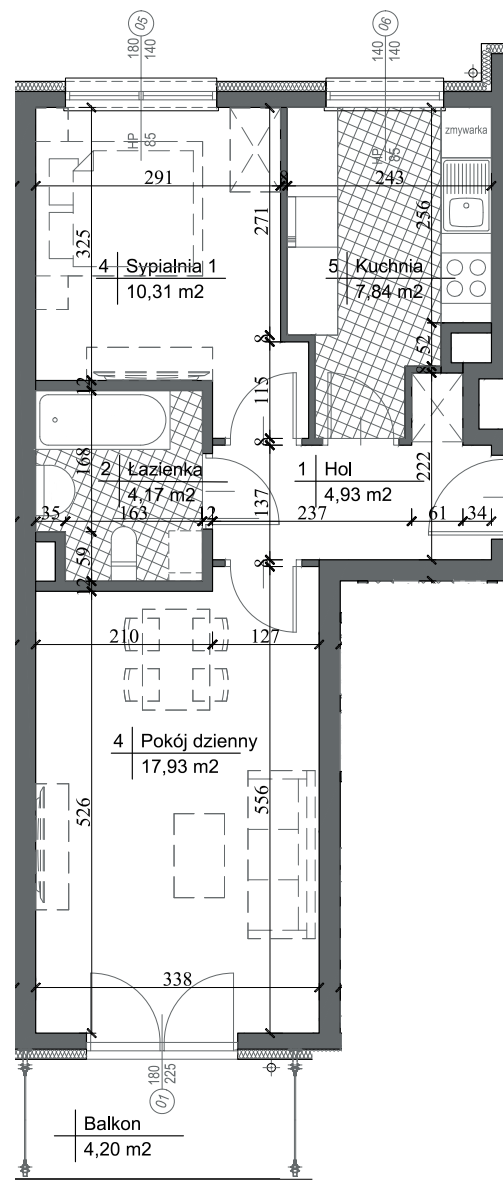 180
140
05
140
140
06
HP
85
HP
85
zmywarka
291
8
243
325
271
256
4 Sypialnia 1
10,31 m2
5 Kuchnia
7,84 m2
52
8
8
12
115
168
8
222
2 Łazienka
4,17 m2
1 Hol
4,93 m2
137
35
163
12
237
61
34
59
8
12
210
127
4 Pokój dzienny
17,93 m2
526
556
338
180
225
01
Balkon
4,20 m2